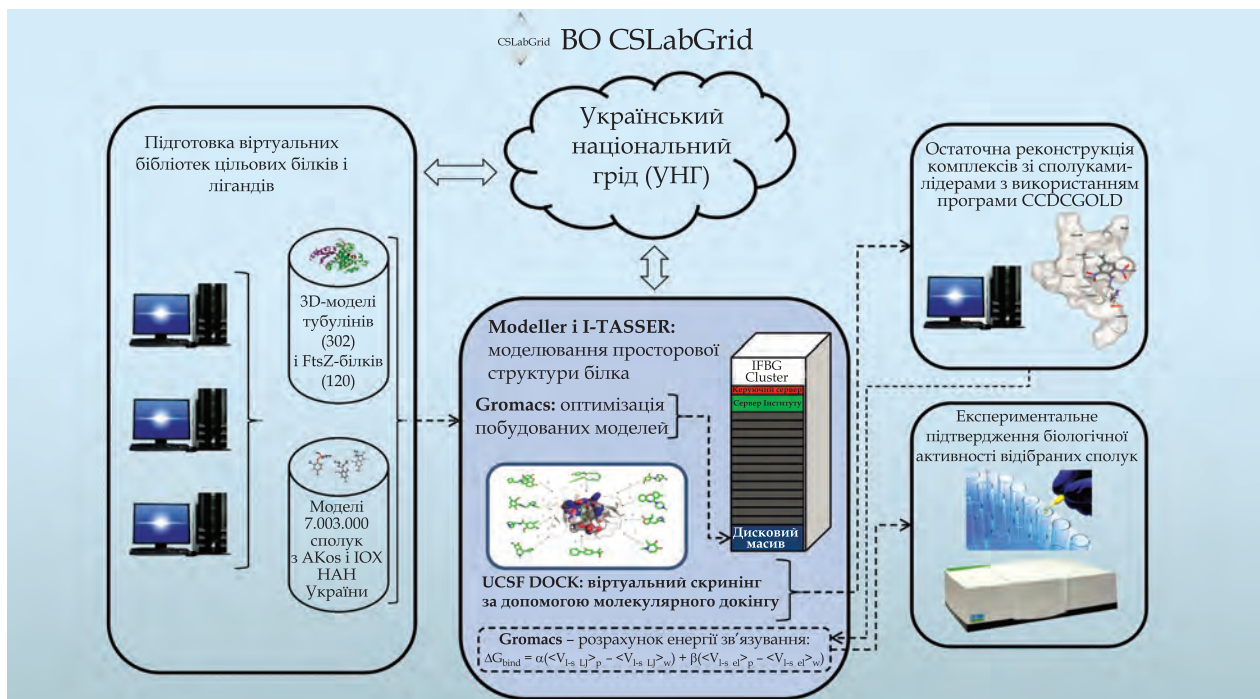 CSLabGrid
ВО CSLabGrid
Український
національний
грід (УНГ)
Підготовка віртуальних
бібліотек цільових білків і
лігандів
3D-моделі
тубулінів
(302)
і FtsZ-білків
(120)
Моделі
7.003.000
сполук
з AKos і ІОХ
НАН
України
Modeller і I-TASSER:
моделювання просторової
структури білка
Gromacs: оптимізація
побудованих моделей
IFBG
Cluster
Керуючий сервер
Сервер Інституту
Дисковий
масив
UCSF DOCK: віртуальний скринінг
за допомогою молекулярного докінгу
Gromacs – розрахунок енергії зв’язування:
ΔG_bind = α(<V_l-s LJ>_p – <V_l-s LJ>_w) + β(<V_l-s el>_p – <V_l-s el>_w)
Остаточна реконструкція
комплексів зі сполуками-
лідерами з використанням
програми CCDCGOLD
Експериментальне
підтвердження біологічної
активності відібраних сполук